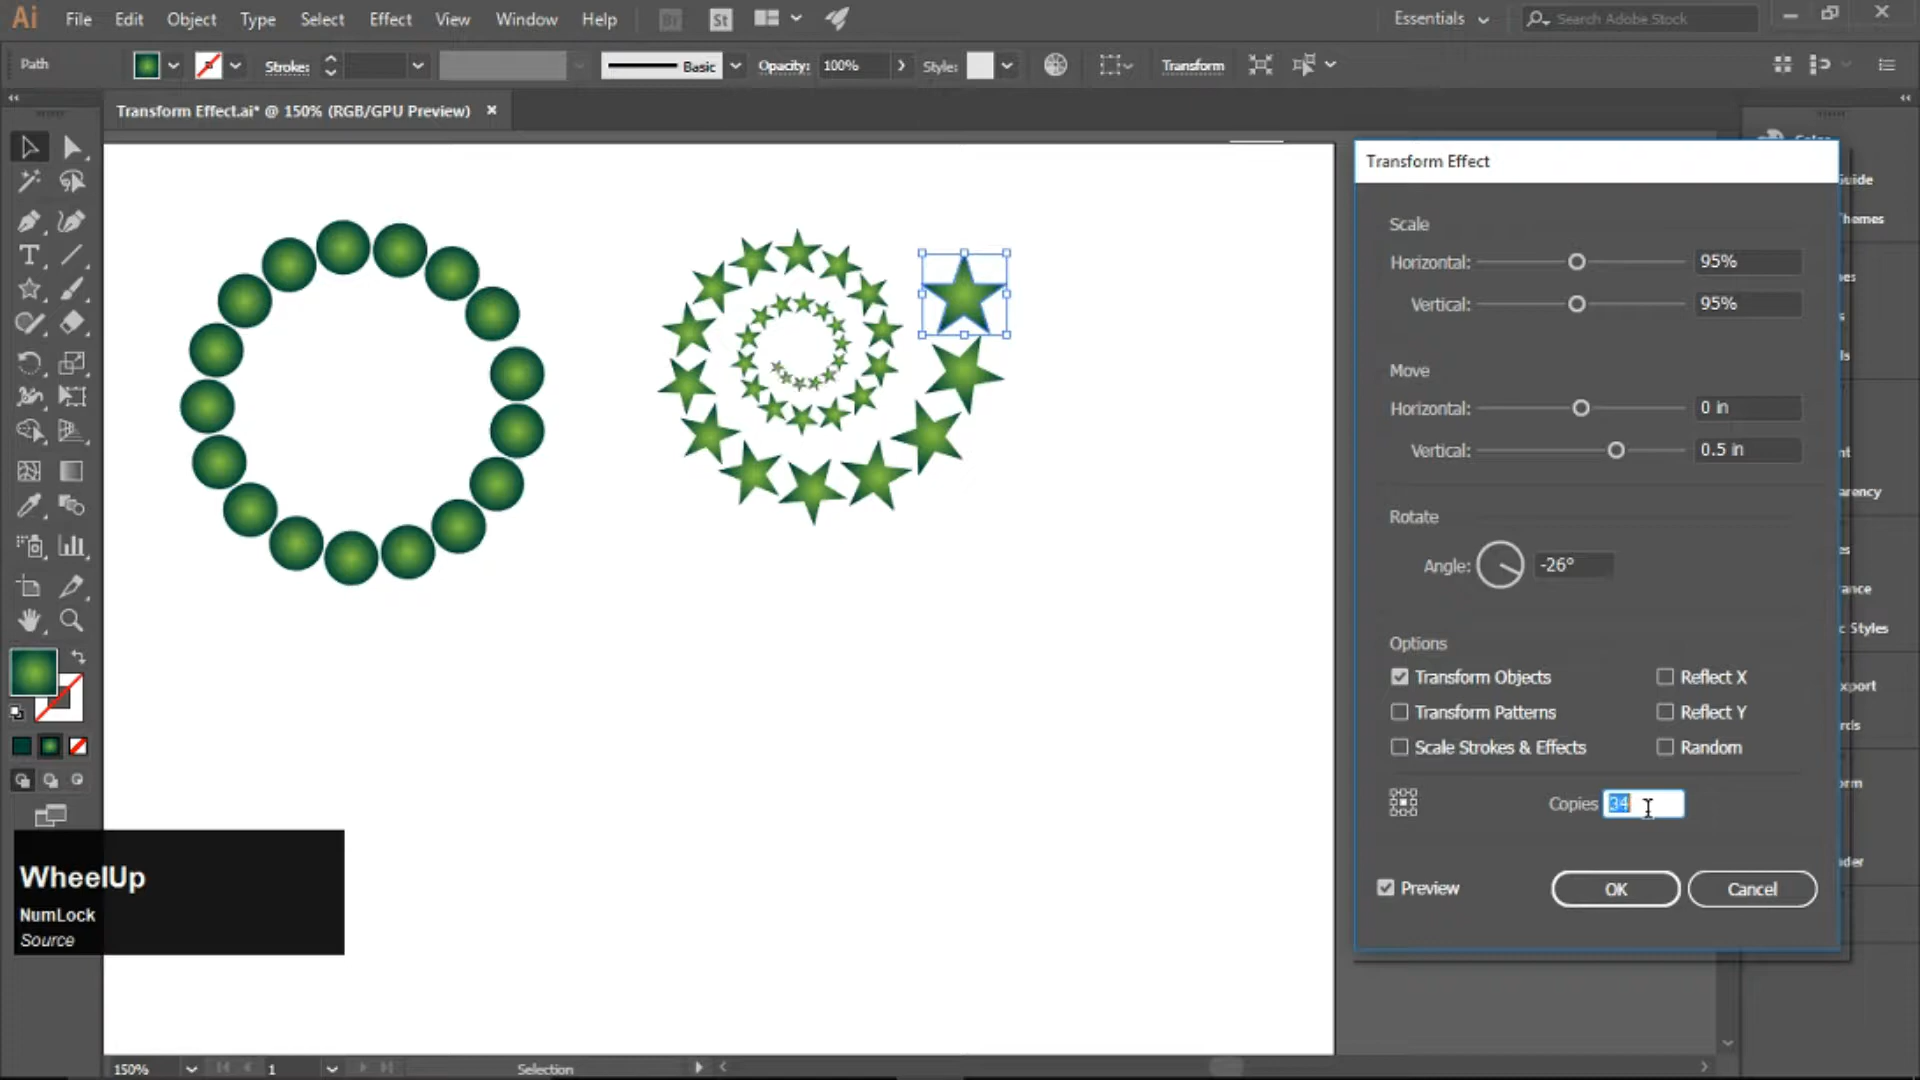 Ai File Edit Object Type Select Effect View Window Help Br St Essentials Search Adobe Stock
Path Stroke: Basic Opacity: 100% Style: Transform
Transform Effect.ai* @ 150% (RGB/GPU Preview)
Transform Effect
Scale
Horizontal: 95%
Vertical: 95%
Move
Horizontal: 0 in
Vertical: 0.5 in
Rotate
Angle: -26°
Options
Transform Objects Reflect X
Transform Patterns Reflect Y
Scale Strokes & Effects Random
Copies 34
Preview OK Cancel
WheelUp
NumLock
Source
150% 1 Selection